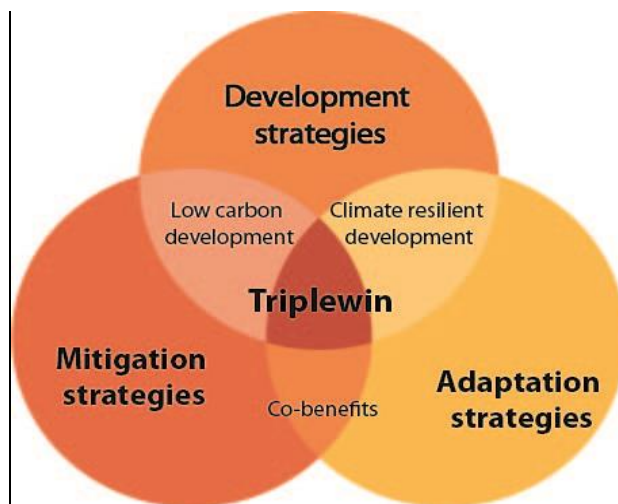 Development
strategies
Low carbon
development
Climate resilient
development
Triplewin
Mitigation
strategies
Adaptation
strategies
Co-benefits